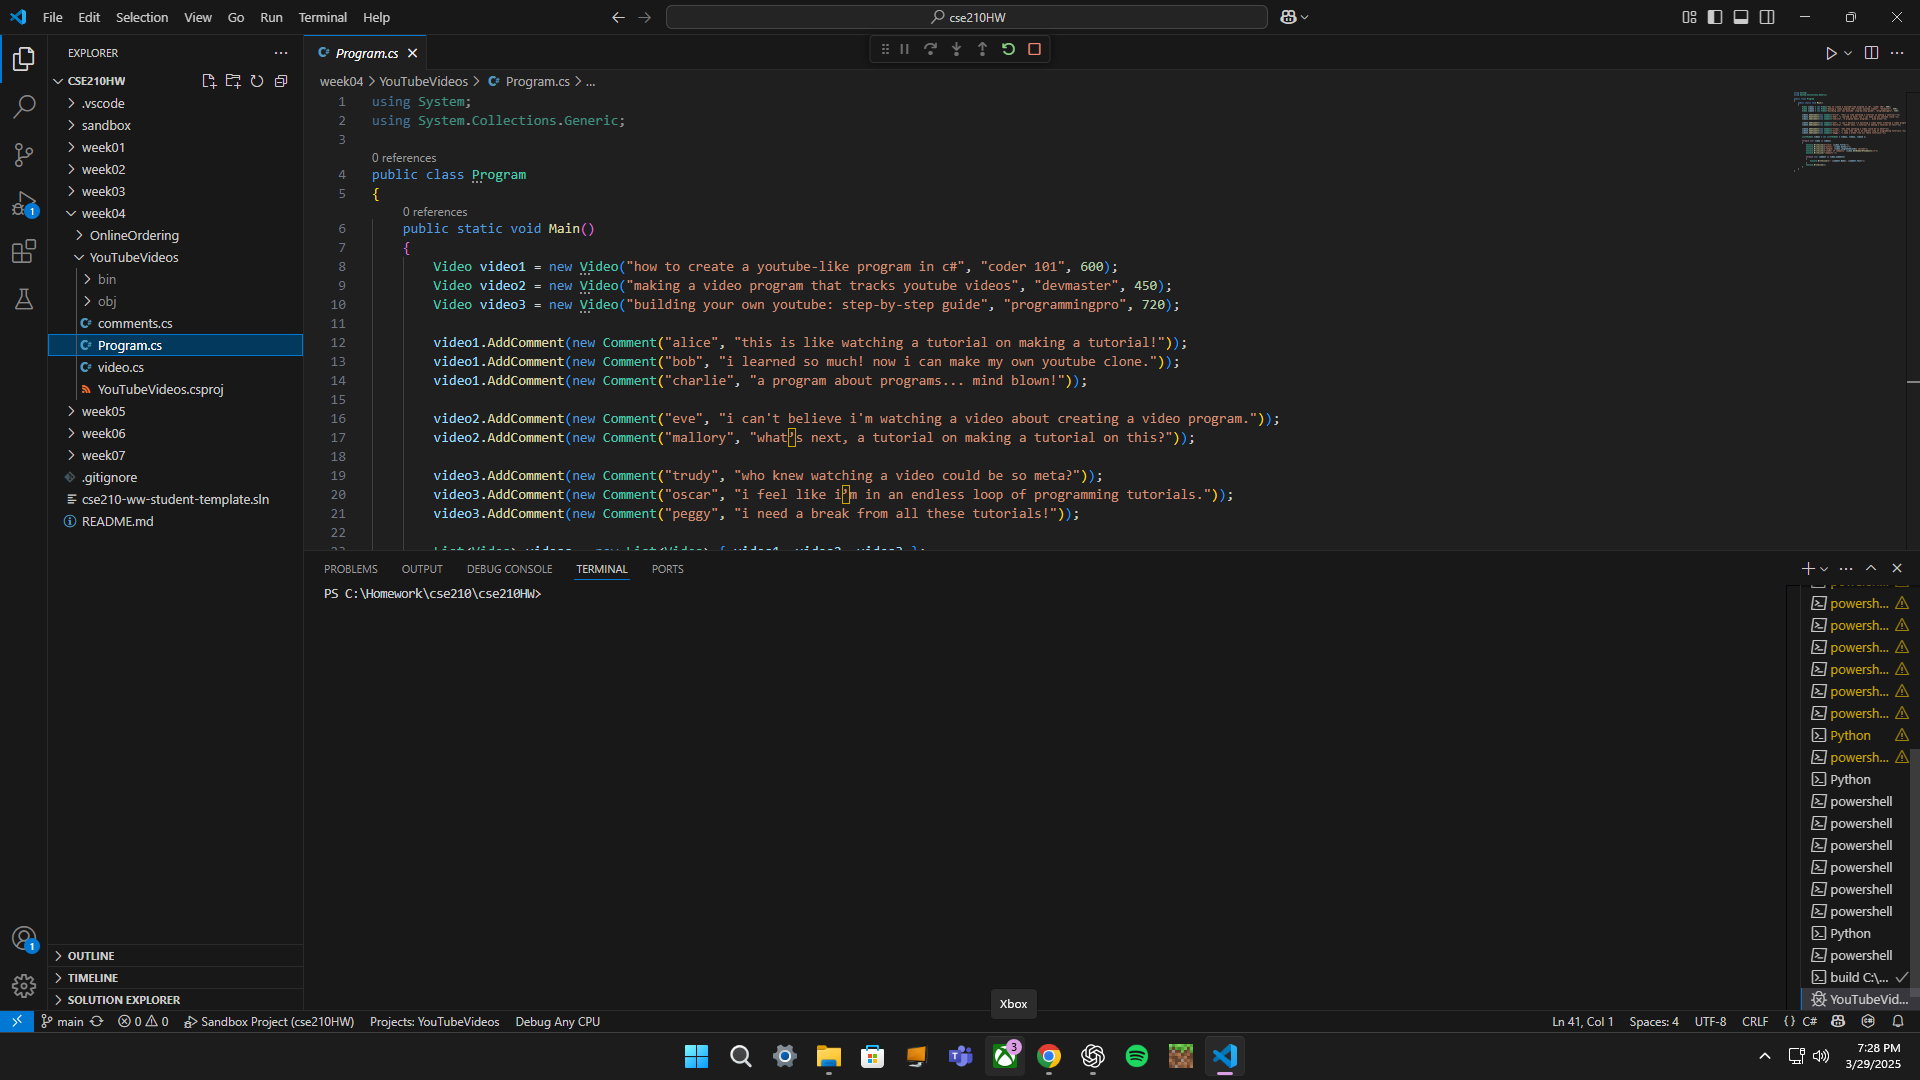 File Edit Selection View Go Run Terminal Help
cse210HW
EXPLORER
CSE210HW
.vscode
sandbox
week01
week02
week03
week04
OnlineOrdering
YouTubeVideos
bin
obj
comments.cs
Program.cs
video.cs
YouTubeVideos.csproj
week05
week06
week07
.gitignore
cse210-ww-student-template.sln
README.md
OUTLINE
TIMELINE
SOLUTION EXPLORER
Program.cs
week04 > YouTubeVideos > Program.cs > ...
1 using System;
2 using System.Collections.Generic;
3
0 references
4 public class Program
5 {
0 references
6 public static void Main()
7 {
8 Video video1 = new Video("how to create a youtube-like program in c#", "coder 101", 600);
9 Video video2 = new Video("making a video program that tracks youtube videos", "devmaster", 450);
10 Video video3 = new Video("building your own youtube: step-by-step guide", "programmingpro", 720);
11
12 video1.AddComment(new Comment("alice", "this is like watching a tutorial on making a tutorial!"));
13 video1.AddComment(new Comment("bob", "i learned so much! now i can make my own youtube clone."));
14 video1.AddComment(new Comment("charlie", "a program about programs... mind blown!"));
15
16 video2.AddComment(new Comment("eve", "i can't believe i'm watching a video about creating a video program."));
17 video2.AddComment(new Comment("mallory", "what’s next, a tutorial on making a tutorial on this?"));
18
19 video3.AddComment(new Comment("trudy", "who knew watching a video could be so meta?"));
20 video3.AddComment(new Comment("oscar", "i feel like i’m in an endless loop of programming tutorials."));
21 video3.AddComment(new Comment("peggy", "i need a break from all these tutorials!"));
22
PROBLEMS OUTPUT DEBUG CONSOLE TERMINAL PORTS
PS C:\Homework\cse210\cse210HW>
powersh...
powersh...
powersh...
powersh...
powersh...
powersh...
Python
powersh...
Python
powershell
powershell
powershell
powershell
powershell
powershell
Python
powershell
build C:\...
YouTubeVid...
Xbox
main 0 0 Sandbox Project (cse210HW) Projects: YouTubeVideos Debug Any CPU
Ln 41, Col 1 Spaces: 4 UTF-8 CRLF {} C#
1
1
3
7:28 PM
3/29/2025